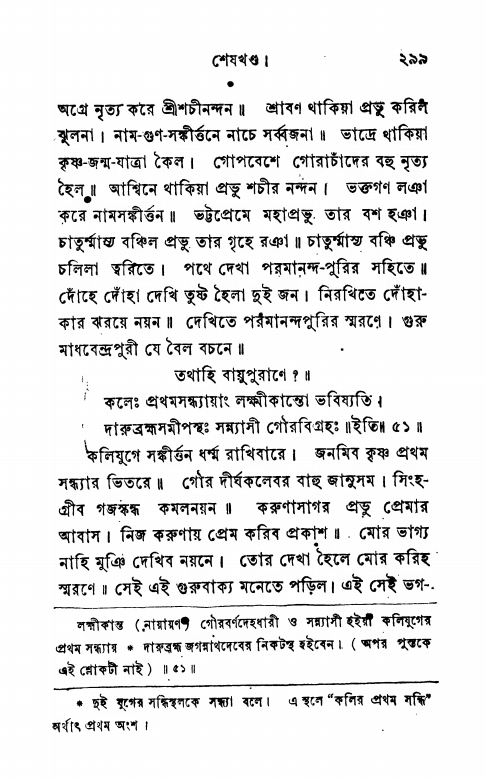 শেষখণ্ড। ২৯৯
অগ্রে নৃত্য করে শ্রীশচীনন্দন॥ শ্রাবণ থাকিয়া প্রভু করিল
ঝুলনা। নাম-গুণ-সঙ্কীর্ত্তনে নাচে সর্ব্বজনা॥ ভাদ্রে থাকিয়া
কৃষ্ণ-জন্ম-যাত্রা কৈল। গোপবেশে গোরাচাঁদের বহু নৃত্য
হৈল॥ আশ্বিনে থাকিয়া প্রভু শচীর নন্দন। ভক্তগণ লঞা
করে নামসঙ্কীর্ত্তন॥ ভট্টপ্রেমে মহাপ্রভু তার বশ হঞা।
চাতুর্ম্মাস্য বঞ্চিল প্রভু তার গৃহে রঞা॥ চাতুর্ম্মাস্য বঞ্চি প্রভু
চলিলা ত্বরিতে। পথে দেখা পরমানন্দ-পুরির সহিতে॥
দোঁহে দোঁহা দেখি তুষ্ট হৈলা দুই জন। নিরখিতে দোঁহা-
কার ঝরয়ে নয়ন॥ দেখিতে পরমানন্দপুরির স্মরণে। গুরু
মাধবেন্দ্রপুরী যে বৈল বচনে॥
তথাহি বায়ুপুরাণে?॥
কলেঃ প্রথমসন্ধ্যায়াং লক্ষ্মীকান্তো ভবিষ্যতি।
দারুব্রহ্মসমীপস্থঃ সন্ন্যাসী গৌরবিগ্রহঃ॥ইতি॥ ৫১॥
কলিযুগে সঙ্কীর্ত্তন ধর্ম্ম রাখিবারে। জনমিব কৃষ্ণ প্রথম
সন্ধ্যার ভিতরে॥ গৌর দীর্ঘকলেবর বাহু জানুসম। সিংহ-
গ্রীব গজস্কন্ধ কমলনয়ন॥ করুণাসাগর প্রভু প্রেমার
আবাস। নিজ করুণায় প্রেম করিব প্রকাশ॥ মোর ভাগ্য
নাহি মুঞি দেখিব নয়নে। তোর দেখা হৈলে মোর করিহ
স্মরণে॥ সেই এই গুরুবাক্য মনেতে পড়িল। এই সেই ভগ-
লক্ষ্মীকান্ত (নারায়ণ) গৌরবর্ণদেহধারী ও সন্ন্যাসী হইয়া কলিযুগের
প্রথম সন্ধ্যায় * দারুব্রহ্ম জগন্নাথদেবের নিকটস্থ হইবেন। (অপর পুস্তকে
এই শ্লোকটী নাই) ॥ ৫১॥
* দুই যুগের সন্ধিস্থলকে সন্ধ্যা বলে। এ স্থলে “কলির প্রথম সন্ধি”
অর্থাৎ প্রথম অংশ।